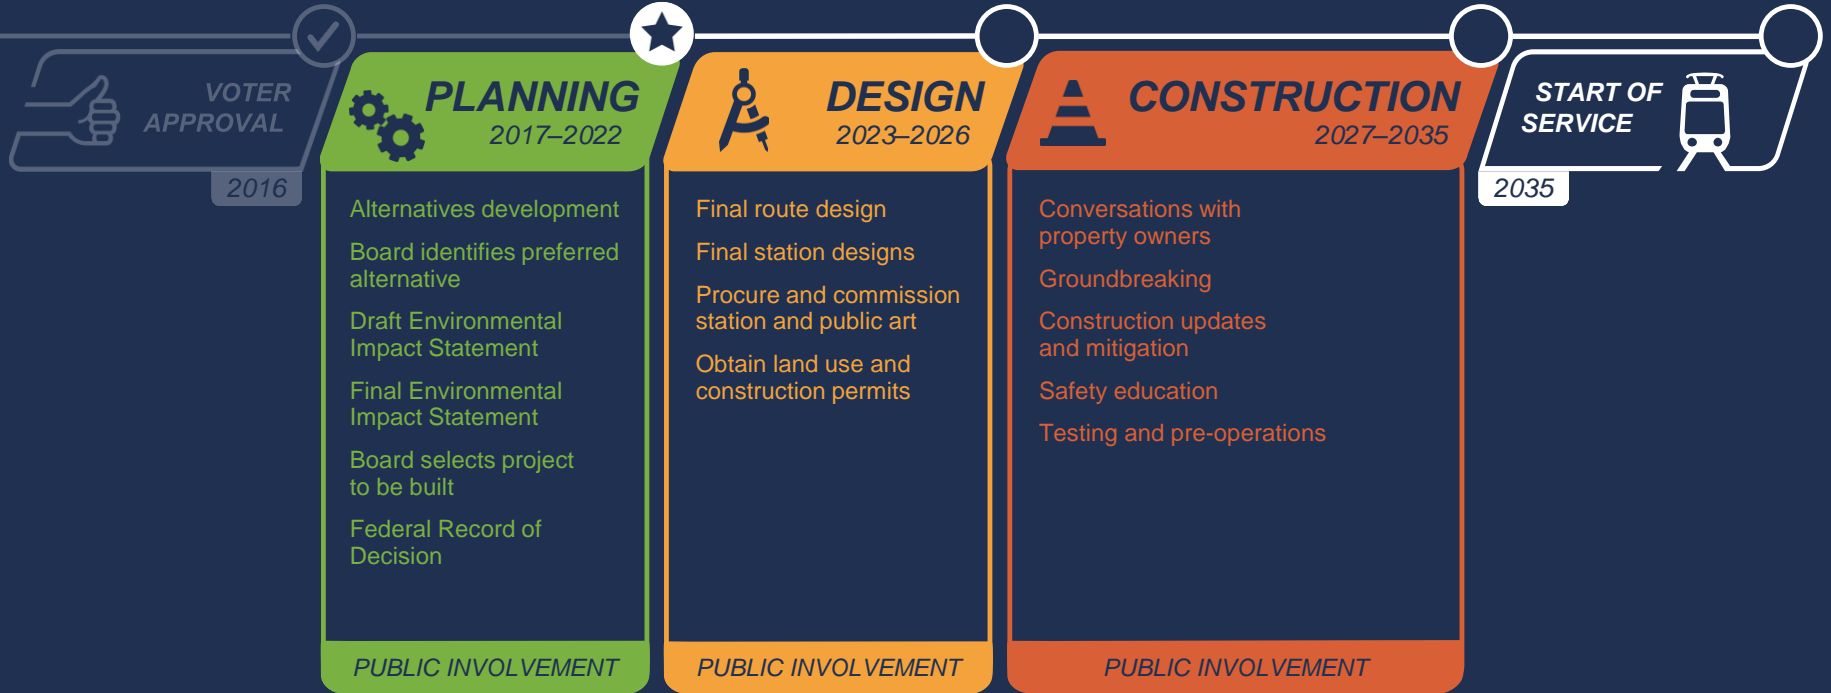 VOTER
APPROVAL
2016
PLANNING
2017–2022
Alternatives development
Board identifies preferred
alternative
Draft Environmental
Impact Statement
Final Environmental
Impact Statement
Board selects project
to be built
Federal Record of
Decision
PUBLIC INVOLVEMENT
DESIGN
2023–2026
Final route design
Final station designs
Procure and commission
station and public art
Obtain land use and
construction permits
PUBLIC INVOLVEMENT
CONSTRUCTION
2027–2035
Conversations with
property owners
Groundbreaking
Construction updates
and mitigation
Safety education
Testing and pre-operations
PUBLIC INVOLVEMENT
START OF
SERVICE
2035